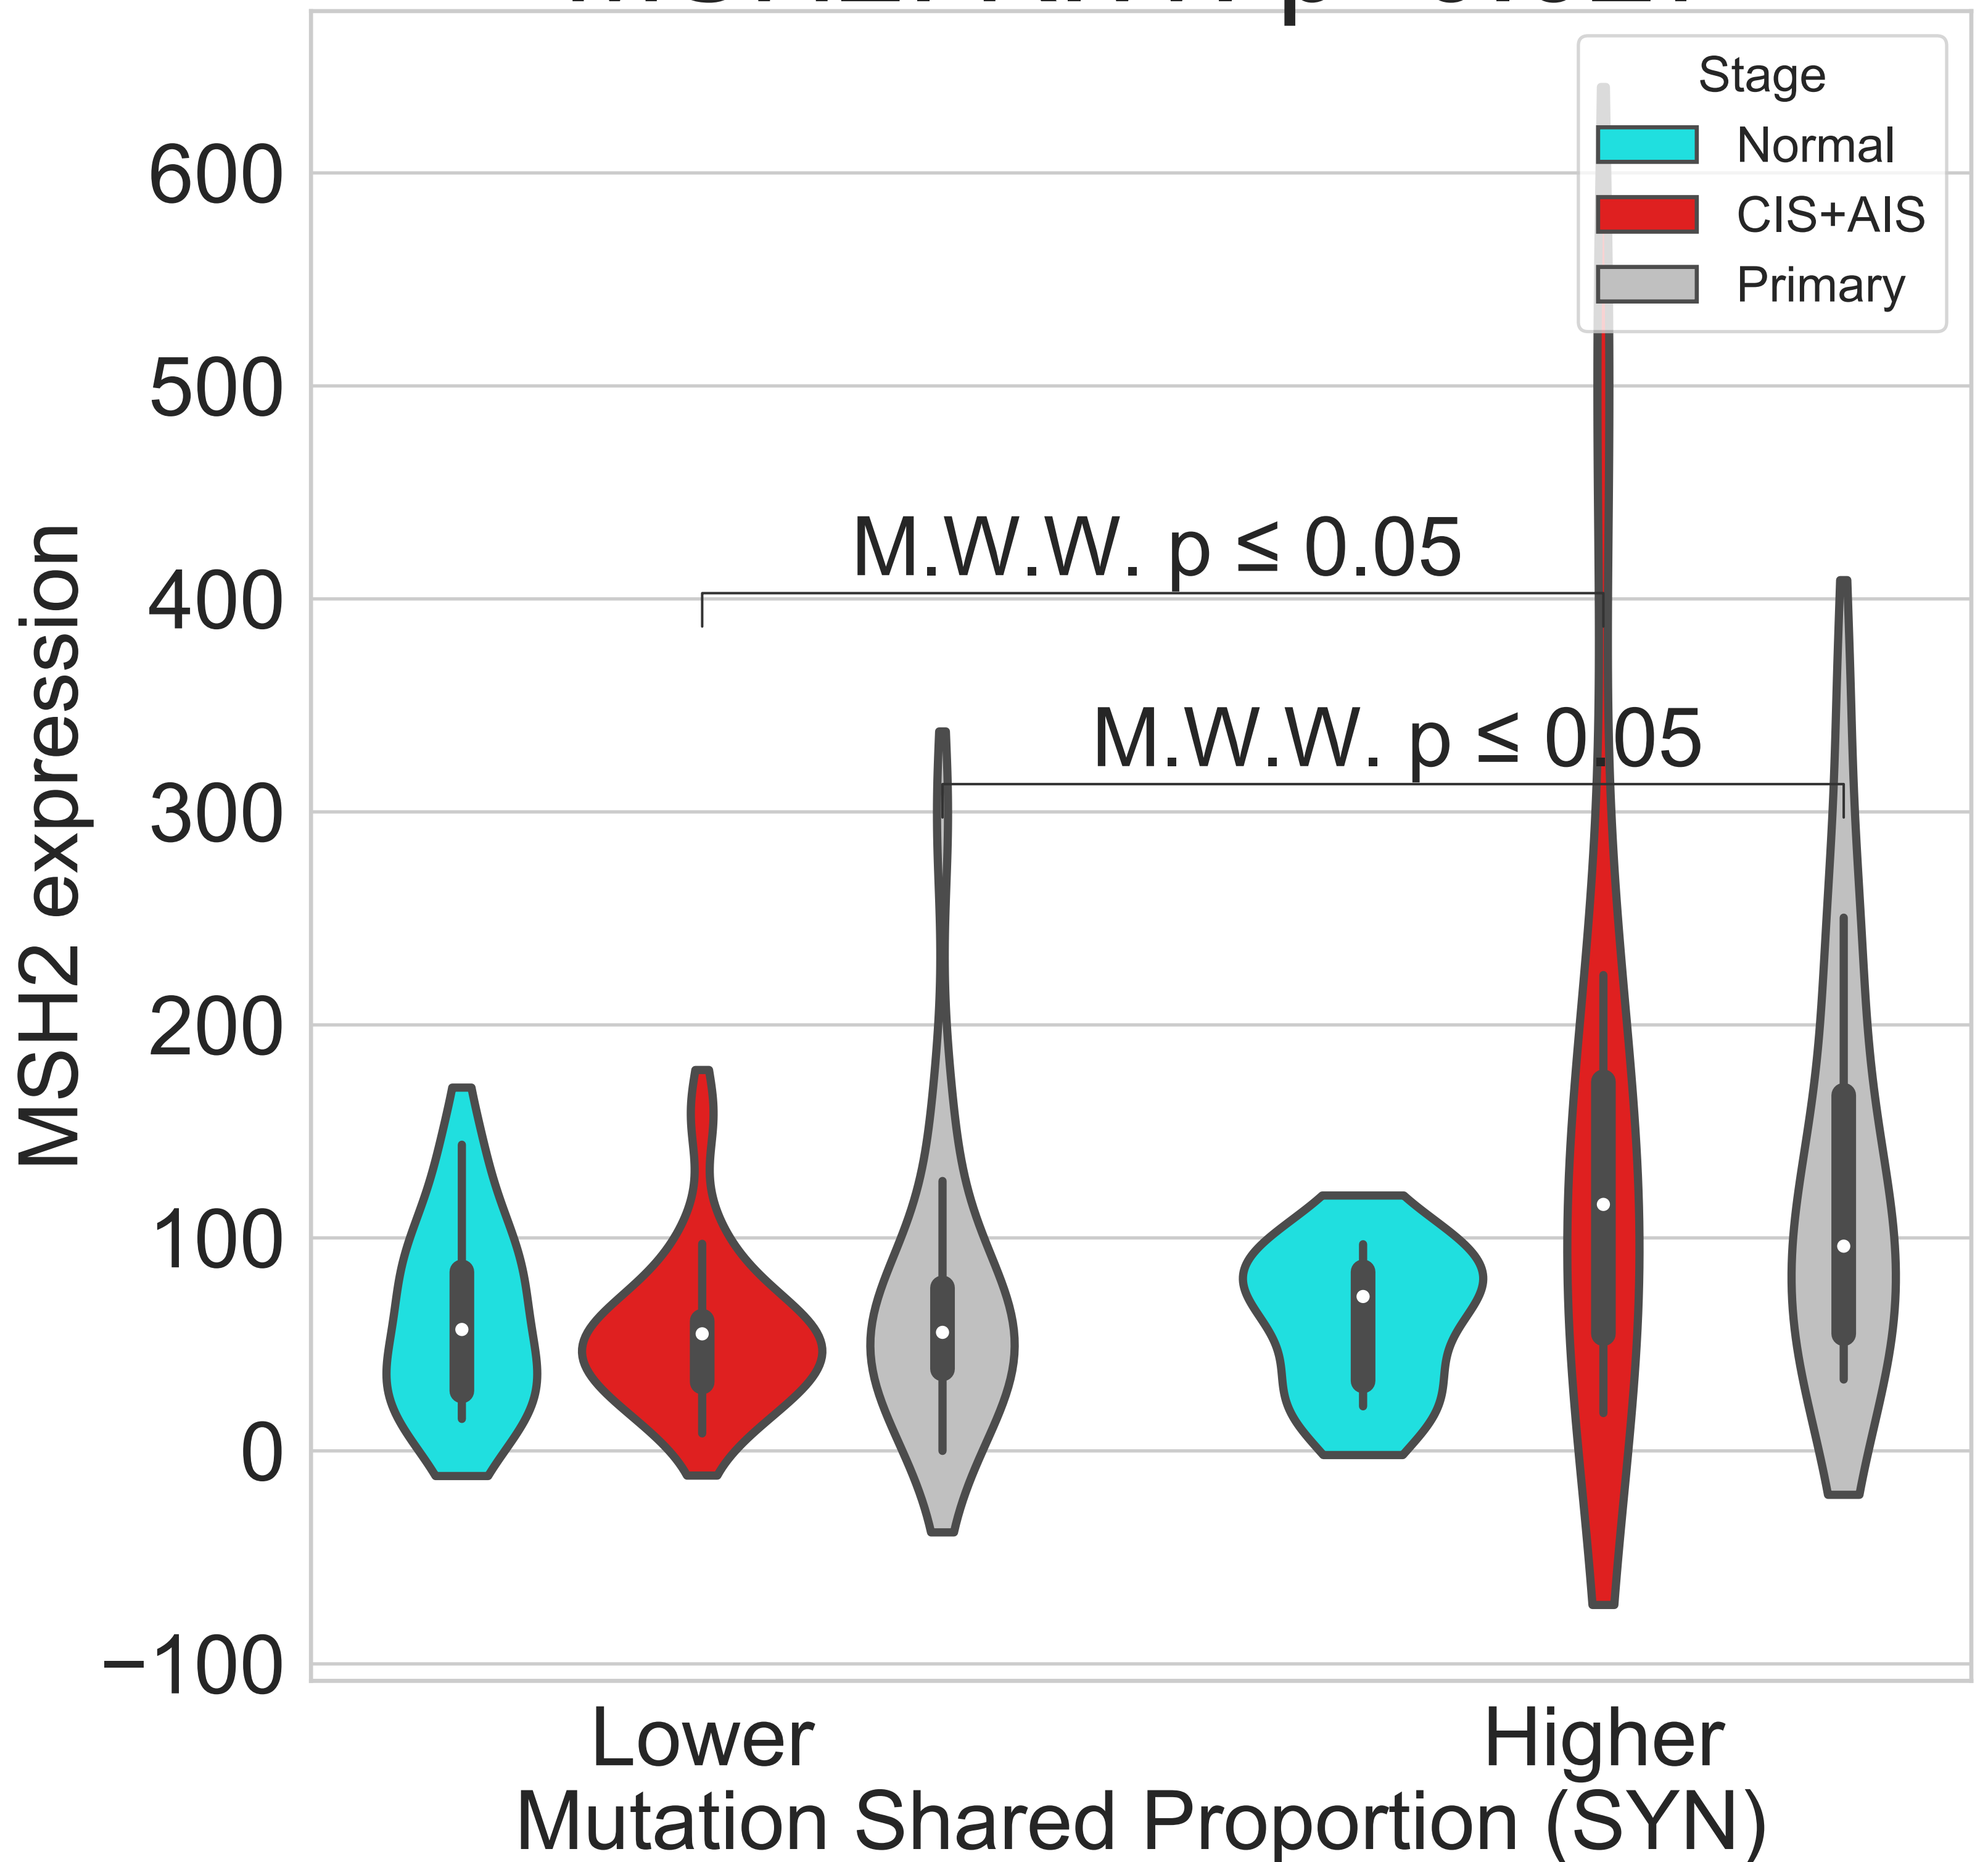 Stage
Normal
CIS+AIS
Primary
600
500
400
300
200
100
0
−100
MSH2 expression
M.W.W. p ≤ 0.05
M.W.W. p ≤ 0.05
Lower
Higher
Mutation Shared Proportion (SYN)